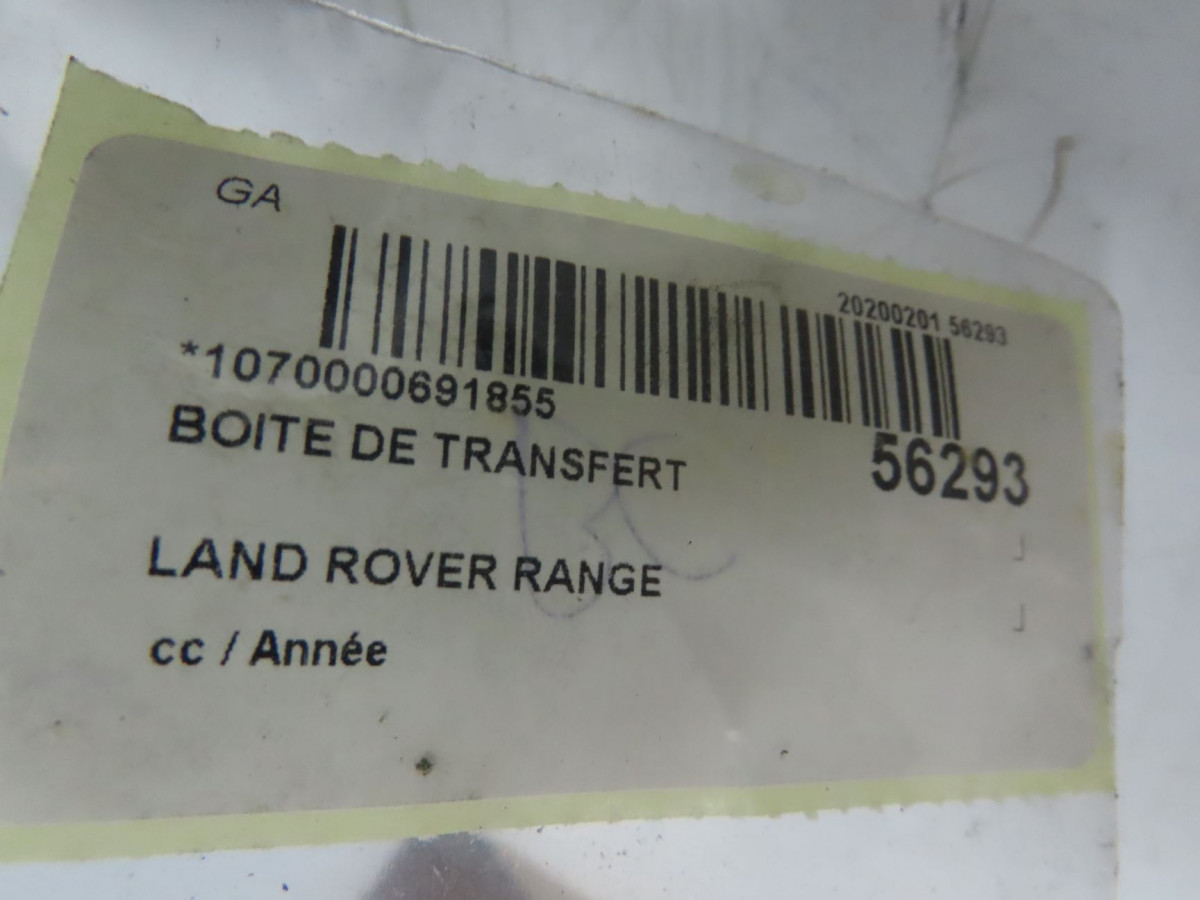 GA
20200201 56293
*1070000691855
BOITE DE TRANSFERT
56293
LAND ROVER RANGE
cc / Année